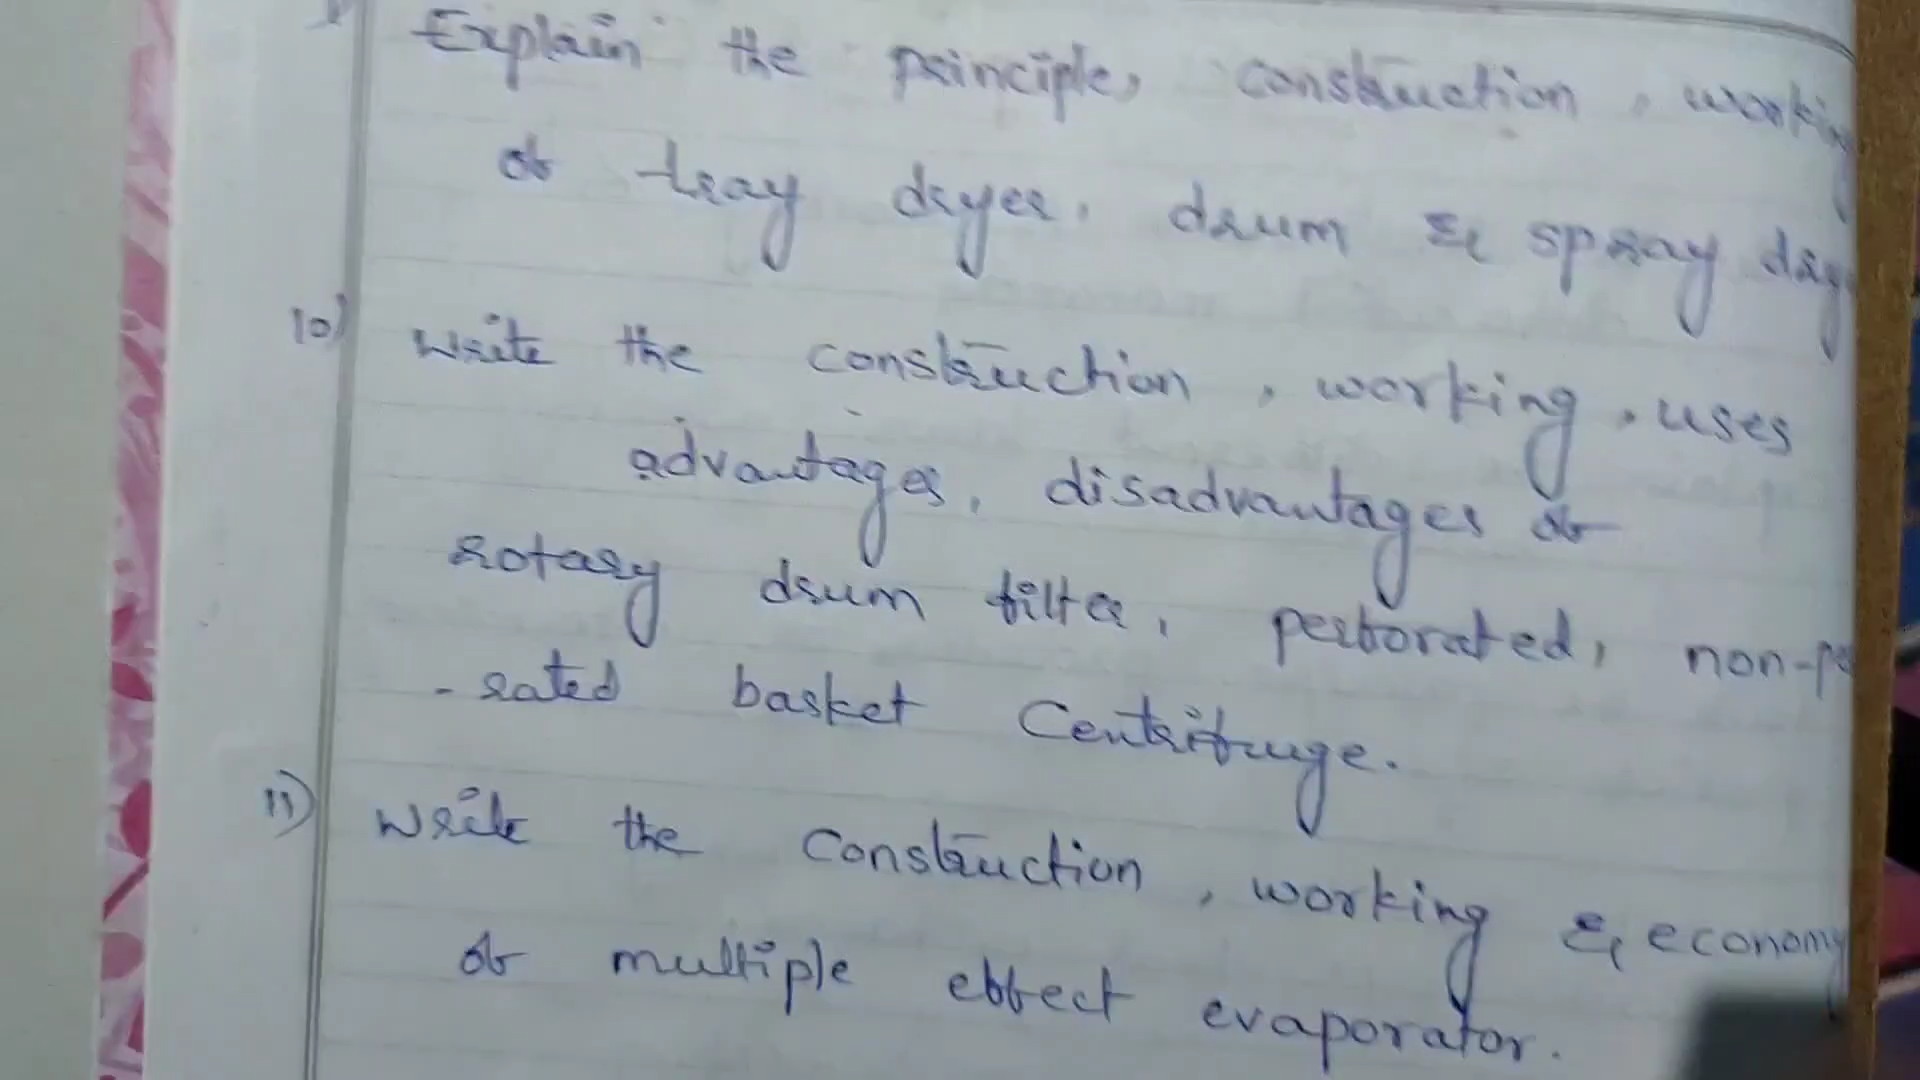 Explain the principle, construction, working
of tray dryer, drum & spray dry
10) Write the construction, working, uses
advantages, disadvantages of
rotary drum filter, perforated, non-pe
-rated basket Centrifuge.
11) Write the Construction, working & economy
of multiple effect evaporator.